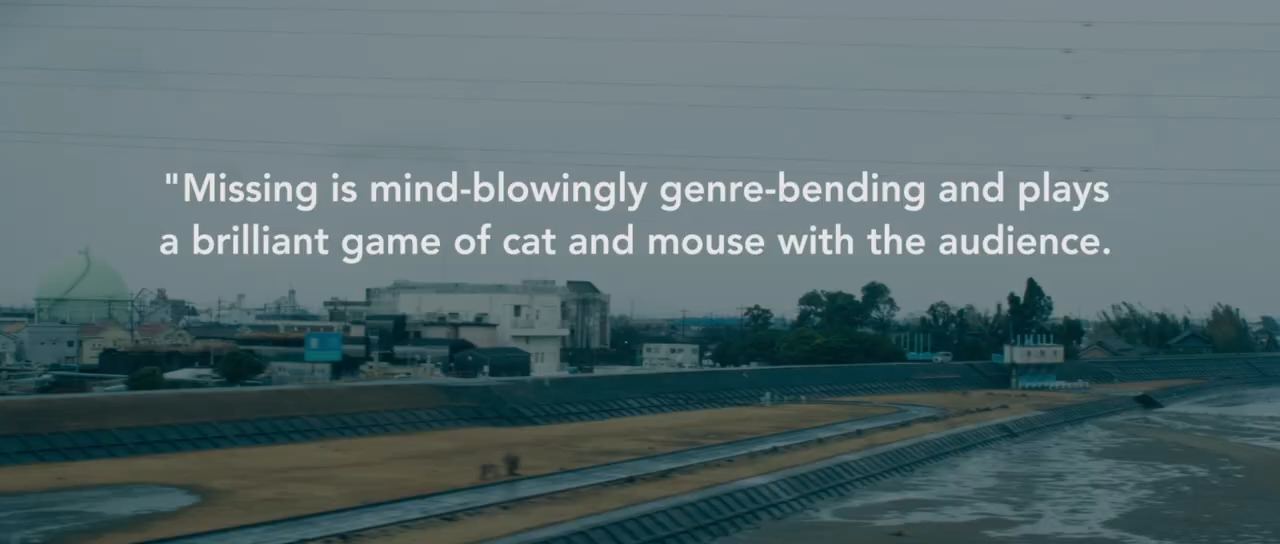 "Missing is mind-blowingly genre-bending and plays
a brilliant game of cat and mouse with the audience.